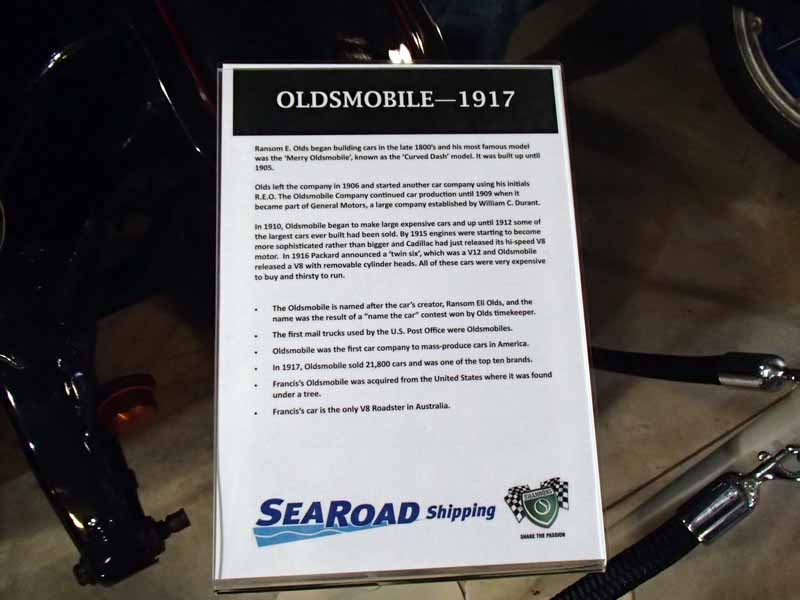 OLDSMOBILE—1917
Ransom E. Olds began building cars in the late 1800's and his most famous model
was the 'Merry Oldsmobile', known as the 'Curved Dash' model. It was built up until
1905.
Olds left the company in 1906 and started another car company using his initials
R.E.O. The Oldsmobile Company continued car production until 1909 when it
became part of General Motors, a large company established by William C. Durant.
In 1910, Oldsmobile began to make large expensive cars and up until 1912 some of
the largest cars ever built had been sold. By 1915 engines were starting to become
more sophisticated rather than bigger and Cadillac had just released its hi-speed V8
motor. In 1916 Packard announced a 'twin six', which was a V12 and Oldsmobile
released a V8 with removable cylinder heads. All of these cars were very expensive
to buy and thirsty to run.
• The Oldsmobile is named after the car's creator, Ransom Eli Olds, and the
name was the result of a "name the car" contest won by Olds timekeeper.
• The first mail trucks used by the U.S. Post Office were Oldsmobiles.
• Oldsmobile was the first car company to mass-produce cars in America.
• In 1917, Oldsmobile sold 21,800 cars and was one of the top ten brands.
• Francis's Oldsmobile was acquired from the United States where it was found
under a tree.
• Francis's car is the only V8 Roadster in Australia.
SEAROAD Shipping
SHARE THE PASSION